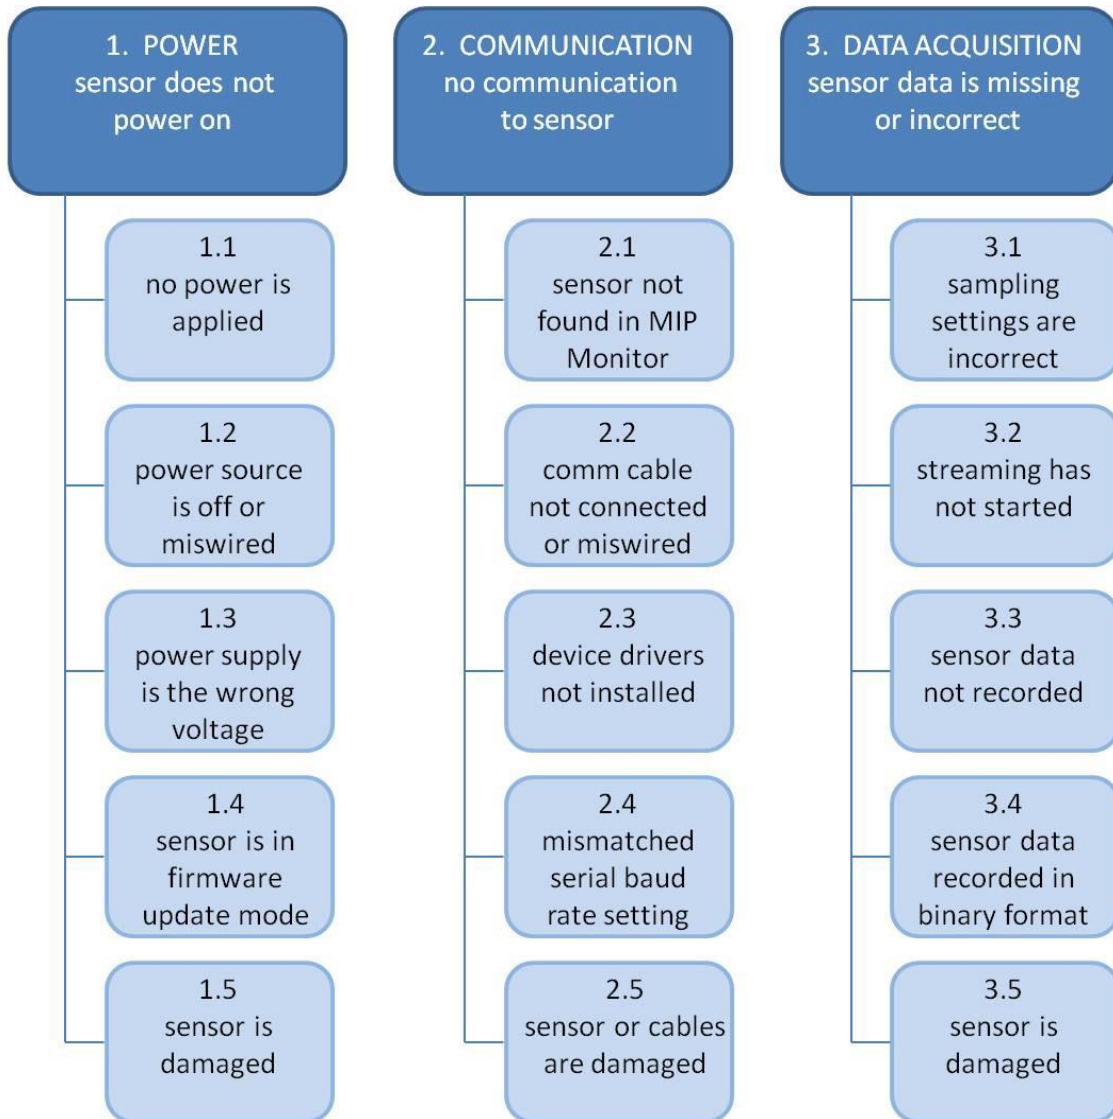 1. POWER
sensor does not
power on
1.1
no power is
applied
1.2
power source
is off or
miswired
1.3
power supply
is the wrong
voltage
1.4
sensor is in
firmware
update mode
1.5
sensor is
damaged
2. COMMUNICATION
no communication
to sensor
2.1
sensor not
found in MIP
Monitor
2.2
comm cable
not connected
or miswired
2.3
device drivers
not installed
2.4
mismatched
serial baud
rate setting
2.5
sensor or cables
are damaged
3. DATA ACQUISITION
sensor data is missing
or incorrect
3.1
sampling
settings are
incorrect
3.2
streaming has
not started
3.3
sensor data
not recorded
3.4
sensor data
recorded in
binary format
3.5
sensor is
damaged